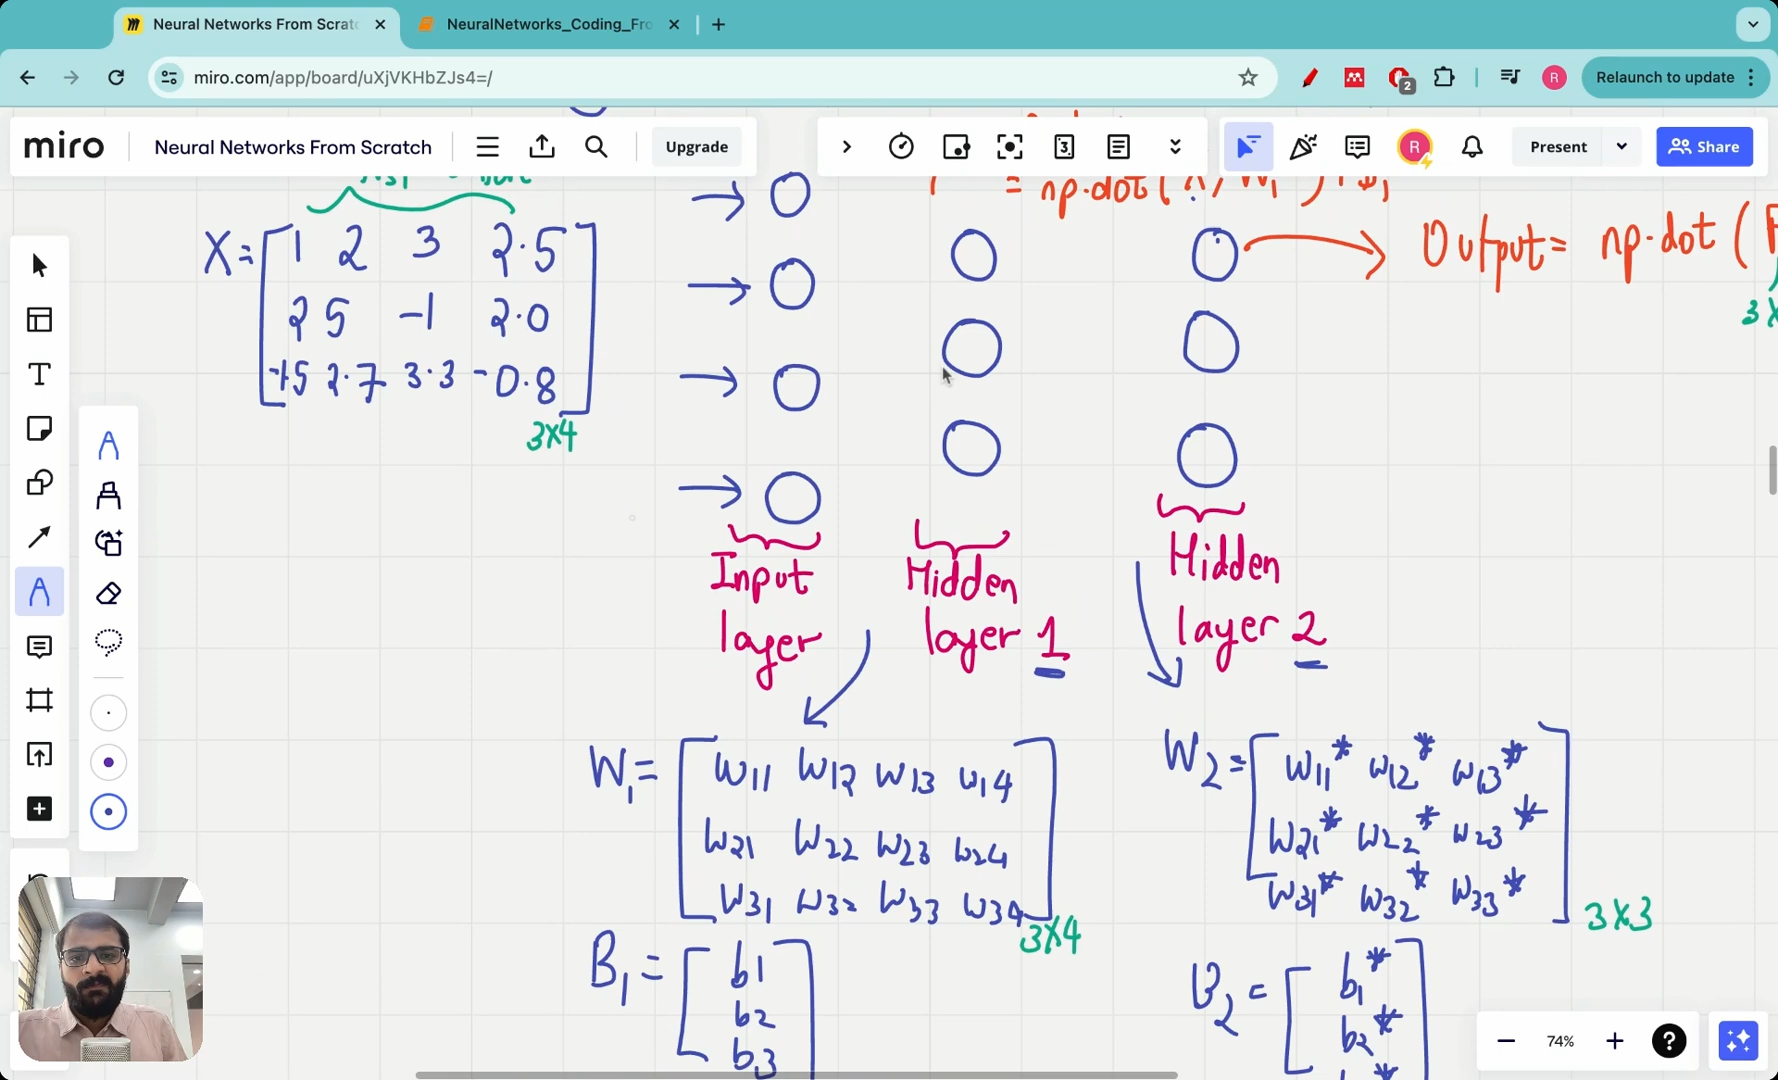 Neural Networks From Scrat
NeuralNetworks_Coding_Fro
miro.com/app/board/uXjVKHbZJs4=/
2
R
Relaunch to update
miro
Neural Networks From Scratch
Upgrade
3
R
Present
Share
= np.dot(
X= 1 2 3 2.5
2 5 -1 2.0
-1.5 2.7 3.3 -0.8
3x4
Output= np.dot (
Input
layer
Hidden
layer 1
Hidden
layer 2
W1= w11 w12 w13 w14
w21 w22 w23 w24
w31 w32 w33 w34
3x4
W2= w11* w12* w13*
w21* w22* w23*
w31* w32* w33*
3x3
B1= b1
b2
b3
B2= b1*
b2*
74%
?